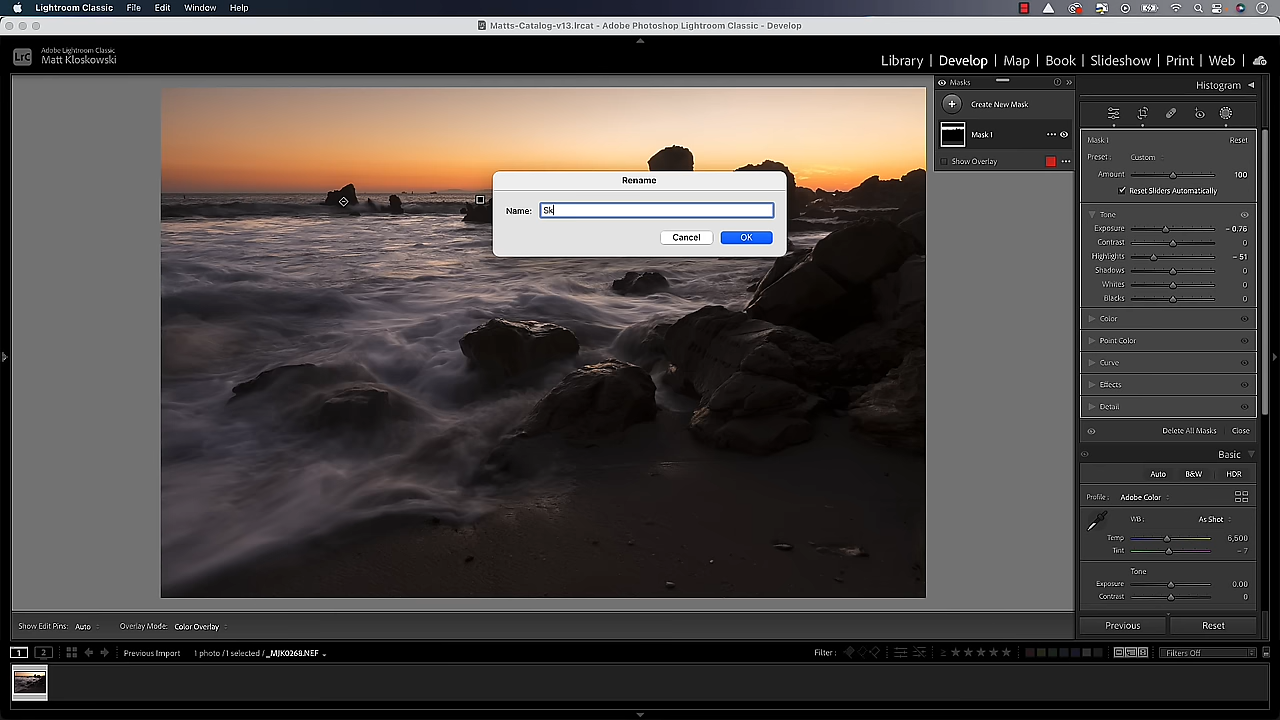 Lightroom Classic File Edit Window Help
Matts-Catalog-v13.lrcat - Adobe Photoshop Lightroom Classic - Develop
LrC
Adobe Lightroom Classic
Matt Kloskowski
Library | Develop | Map | Book | Slideshow | Print | Web |
Masks
Histogram
Create New Mask
Mask 1
Show Overlay
Mask 1 Reset
Preset : Custom
Amount 100
Reset Sliders Automatically
Rename
Name: Sk
Cancel OK
Tone
Exposure – 0.76
Contrast 0
Highlights – 51
Shadows 0
Whites 0
Blacks 0
Color
Point Color
Curve
Effects
Detail
Delete All Masks Close
Basic
Auto B&W HDR
Profile : Adobe Color
WB : As Shot
Temp 6,500
Tint – 7
Tone
Exposure 0.00
Contrast 0
Show Edit Pins: Auto Overlay Mode: Color Overlay
Previous Reset
1 2 Previous Import 1 photo / 1 selected / _MJK0268.NEF
Filter : Filters Off